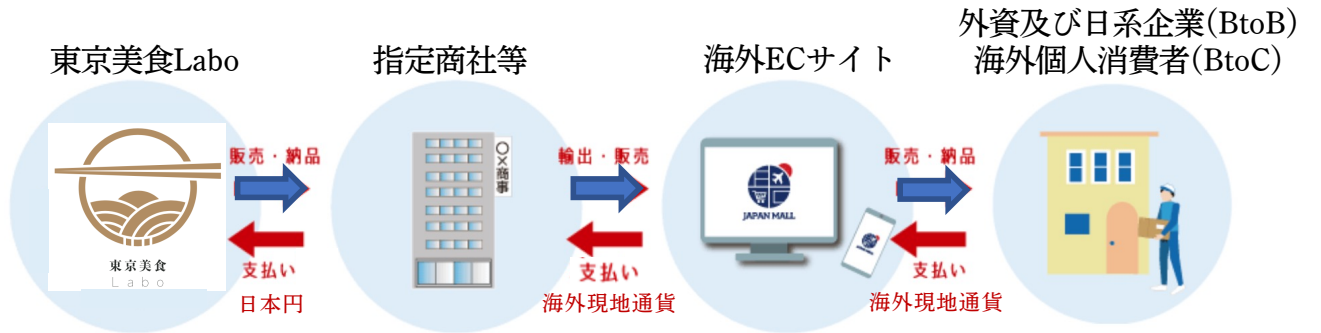 外資及び日系企業(BtoB)
東京美食Labo
指定商社等
海外ECサイト
海外個人消費者(BtoC)
販売・納品
〇×商事
輸出・販売
JAPAN MALL
販売・納品
東京美食
Labo
支払い
日本円
支払い
海外現地通貨
支払い
海外現地通貨